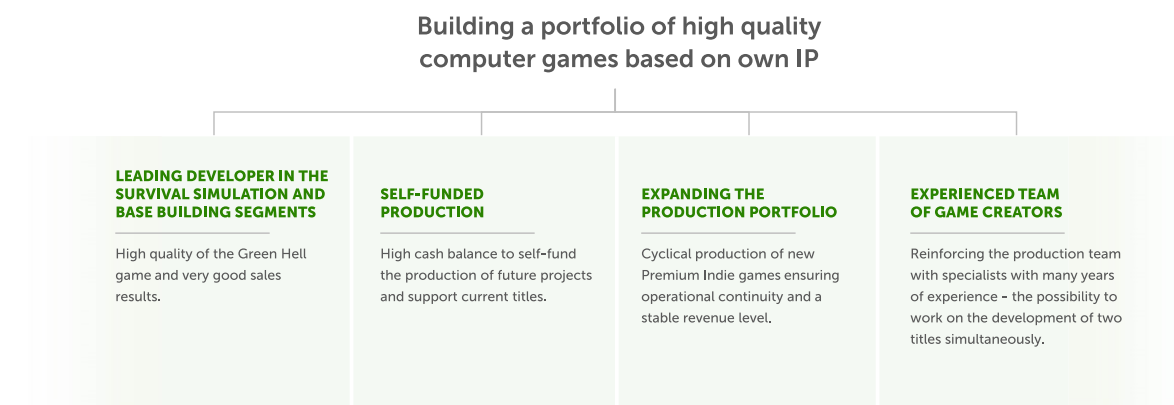 Building a portfolio of high quality
computer games based on own IP
LEADING DEVELOPER IN THE
SURVIVAL SIMULATION AND
BASE BUILDING SEGMENTS
High quality of the Green Hell
game and very good sales
results.
SELF-FUNDED
PRODUCTION
High cash balance to self-fund
the production of future projects
and support current titles.
EXPANDING THE
PRODUCTION PORTFOLIO
Cyclical production of new
Premium Indie games ensuring
operational continuity and a
stable revenue level.
EXPERIENCED TEAM
OF GAME CREATORS
Reinforcing the production team
with specialists with many years
of experience - the possibility to
work on the development of two
titles simultaneously.